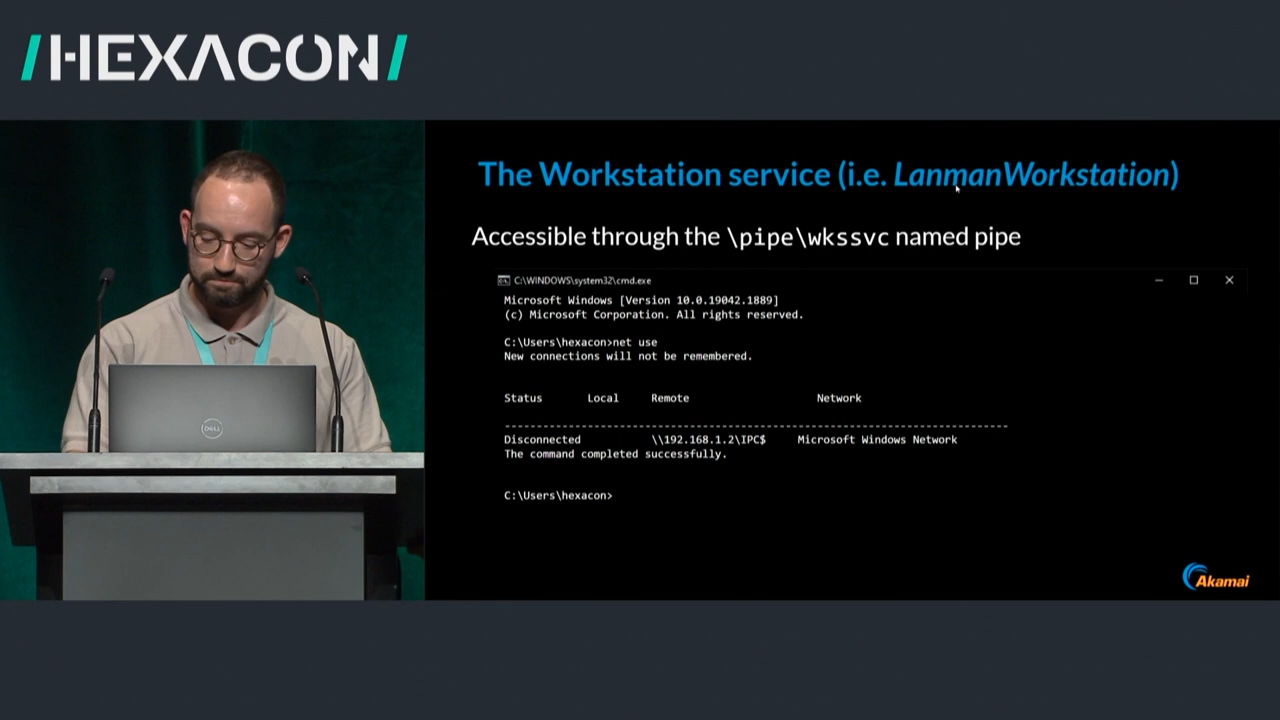 /HEXACON/
The Workstation service (i.e. LanmanWorkstation)
Accessible through the \pipe\wkssvc named pipe
C:\WINDOWS\system32\cmd.exe
Microsoft Windows [Version 10.0.19042.1889]
(c) Microsoft Corporation. All rights reserved.
C:\Users\hexacon>net use
New connections will not be remembered.
Status Local Remote Network
-------------------------------------------------------------------------------
Disconnected \\192.168.1.2\IPC$ Microsoft Windows Network
The command completed successfully.
C:\Users\hexacon>
DELL
Akamai